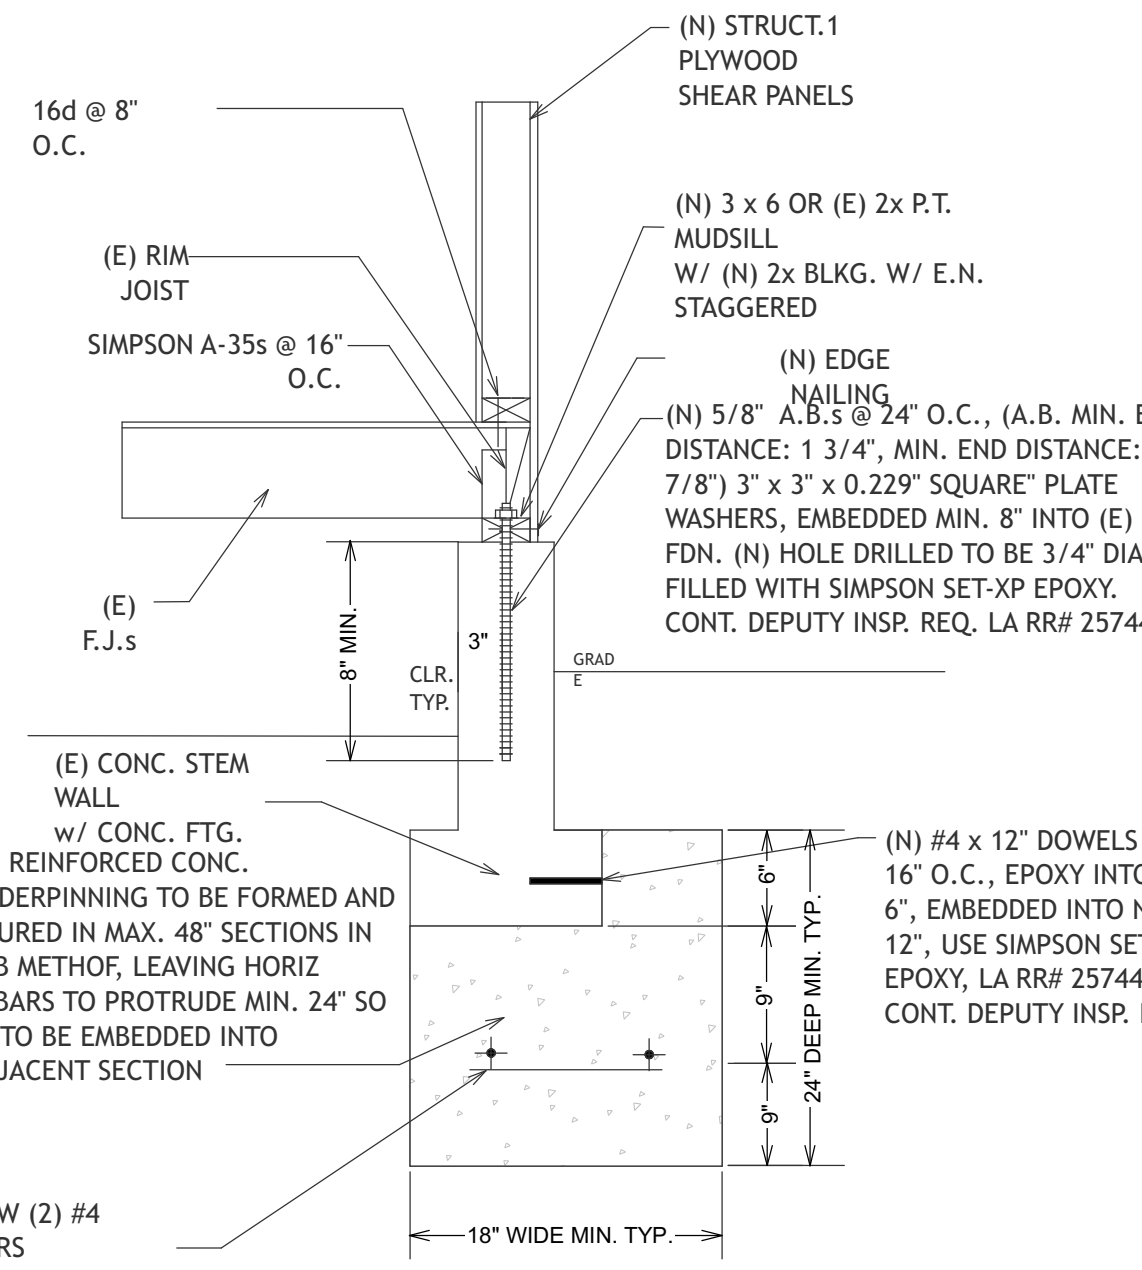 (N) STRUCT.1
PLYWOOD
SHEAR PANELS
16d @ 8"
O.C.
(N) 3 x 6 OR (E) 2x P.T.
MUDSILL
W/ (N) 2x BLKG. W/ E.N.
STAGGERED
(E) RIM
JOIST
SIMPSON A-35s @ 16"
O.C.
(N) EDGE
NAILING
(N) 5/8" A.B.s @ 24" O.C., (A.B. MIN. E
DISTANCE: 1 3/4", MIN. END DISTANCE:
7/8") 3" x 3" x 0.229" SQUARE" PLATE
WASHERS, EMBEDDED MIN. 8" INTO (E)
FDN. (N) HOLE DRILLED TO BE 3/4" DIA
FILLED WITH SIMPSON SET-XP EPOXY.
CONT. DEPUTY INSP. REQ. LA RR# 25744
(E)
F.J.s
8" MIN.
3"
CLR.
TYP.
GRAD
E
(E) CONC. STEM
WALL
w/ CONC. FTG.
REINFORCED CONC.
DERPINNING TO BE FORMED AND
URED IN MAX. 48" SECTIONS IN
B METHOF, LEAVING HORIZ
BARS TO PROTRUDE MIN. 24" SO
TO BE EMBEDDED INTO
JACENT SECTION
(N) #4 x 12" DOWELS
16" O.C., EPOXY INTO
6", EMBEDDED INTO N
12", USE SIMPSON SET
EPOXY, LA RR# 25744
CONT. DEPUTY INSP.
6"
9"
9"
24" DEEP MIN. TYP.
W (2) #4
RS
18" WIDE MIN. TYP.